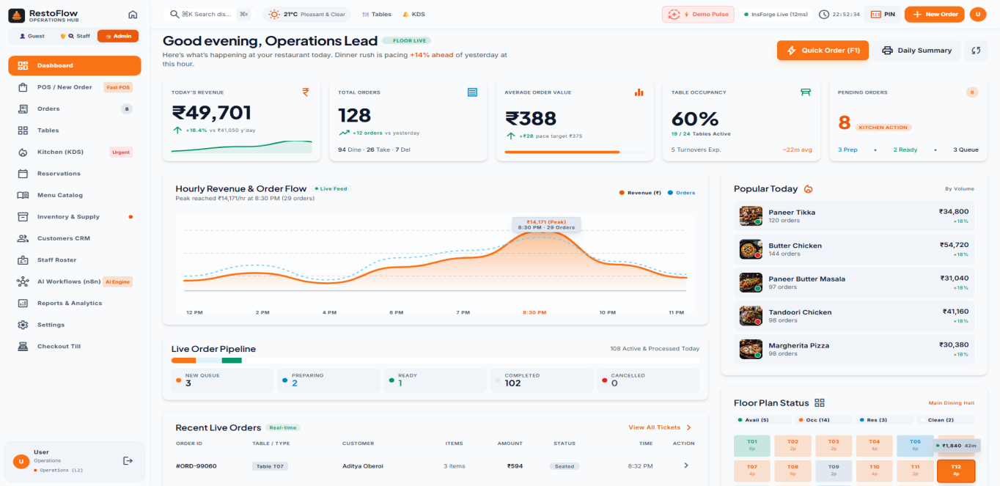 RestoFlow
OPERATIONS HUB
Guest
Staff
Admin
Dashboard
POS / New Order Fast POS
Orders 8
Tables
Kitchen (KDS) Urgent
Reservations
Menu Catalog
Inventory & Supply
Customers CRM
Staff Roster
AI Workflows (n8n) AI Engine
Reports & Analytics
Settings
Checkout Till
U
User
Operations
Operations (L2)
⌘K Search dis... ⌘K
21°C Pleasant & Clear
Tables
KDS
Demo Pulse
InsForge Live (12ms)
22:52:34
123 PIN
+ New Order
U
Good evening, Operations Lead FLOOR LIVE
Here's what's happening at your restaurant today. Dinner rush is pacing +14% ahead of yesterday at
this hour.
Quick Order (F1)
Daily Summary
TODAY'S REVENUE ₹
₹49,701
+18.4% vs ₹41,050 y'day
TOTAL ORDERS
128
+12 orders vs yesterday
94 Dine · 26 Take · 7 Del
AVERAGE ORDER VALUE
₹388
+₹28 pace target ₹375
TABLE OCCUPANCY
60%
19 / 24 Tables Active
5 Turnovers Exp. ~22m avg
PENDING ORDERS 8
8 KITCHEN ACTION
3 Prep • 2 Ready • 3 Queue
Hourly Revenue & Order Flow Live Feed
Peak reached ₹14,171/hr at 8:30 PM (29 orders)
Revenue (₹) Orders
₹14,171 (Peak)
8:30 PM · 29 Orders
12 PM 2 PM 4 PM 6 PM 7 PM 8:30 PM 10 PM 11 PM
Popular Today By Volume
Paneer Tikka ₹34,800
120 orders +18%
Butter Chicken ₹54,720
144 orders +18%
Paneer Butter Masala ₹31,040
97 orders +18%
Tandoori Chicken ₹41,160
98 orders +18%
Margherita Pizza ₹30,380
98 orders +18%
Live Order Pipeline 108 Active & Processed Today
NEW QUEUE
3
PREPARING
2
READY
1
COMPLETED
102
CANCELLED
0
Recent Live Orders Real-time View All Tickets
ORDER ID TABLE / TYPE CUSTOMER ITEMS AMOUNT STATUS TIME ACTION
#ORD-99060 Table T07 Aditya Oberoi 3 items ₹594 Seated 8:32 PM
Floor Plan Status Main Dining Hall
Avail (5) Occ (14) Res (3) Clean (2)
T01 T02 T03 T04 T05
6p 2p 2p 4p 2p
₹1,840 42m
T07 T08 T09 T10 T11 T12
4p 6p 2p 4p 2p 4p